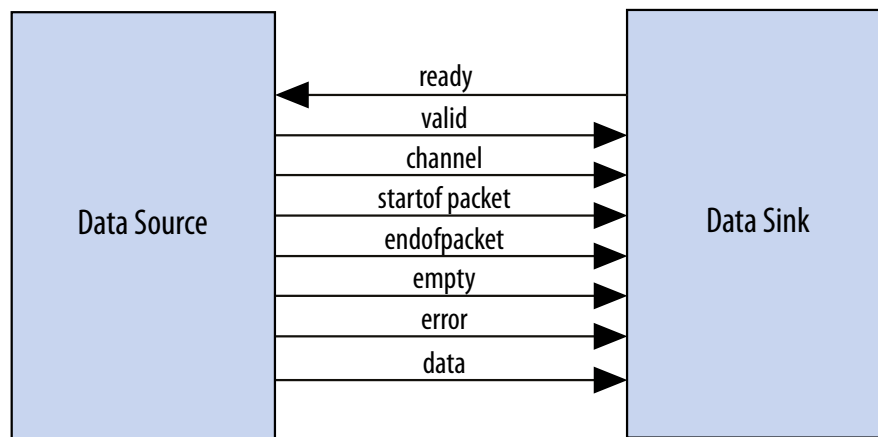 ready
valid
channel
startof packet
endofpacket
empty
error
data
Data Source
Data Sink